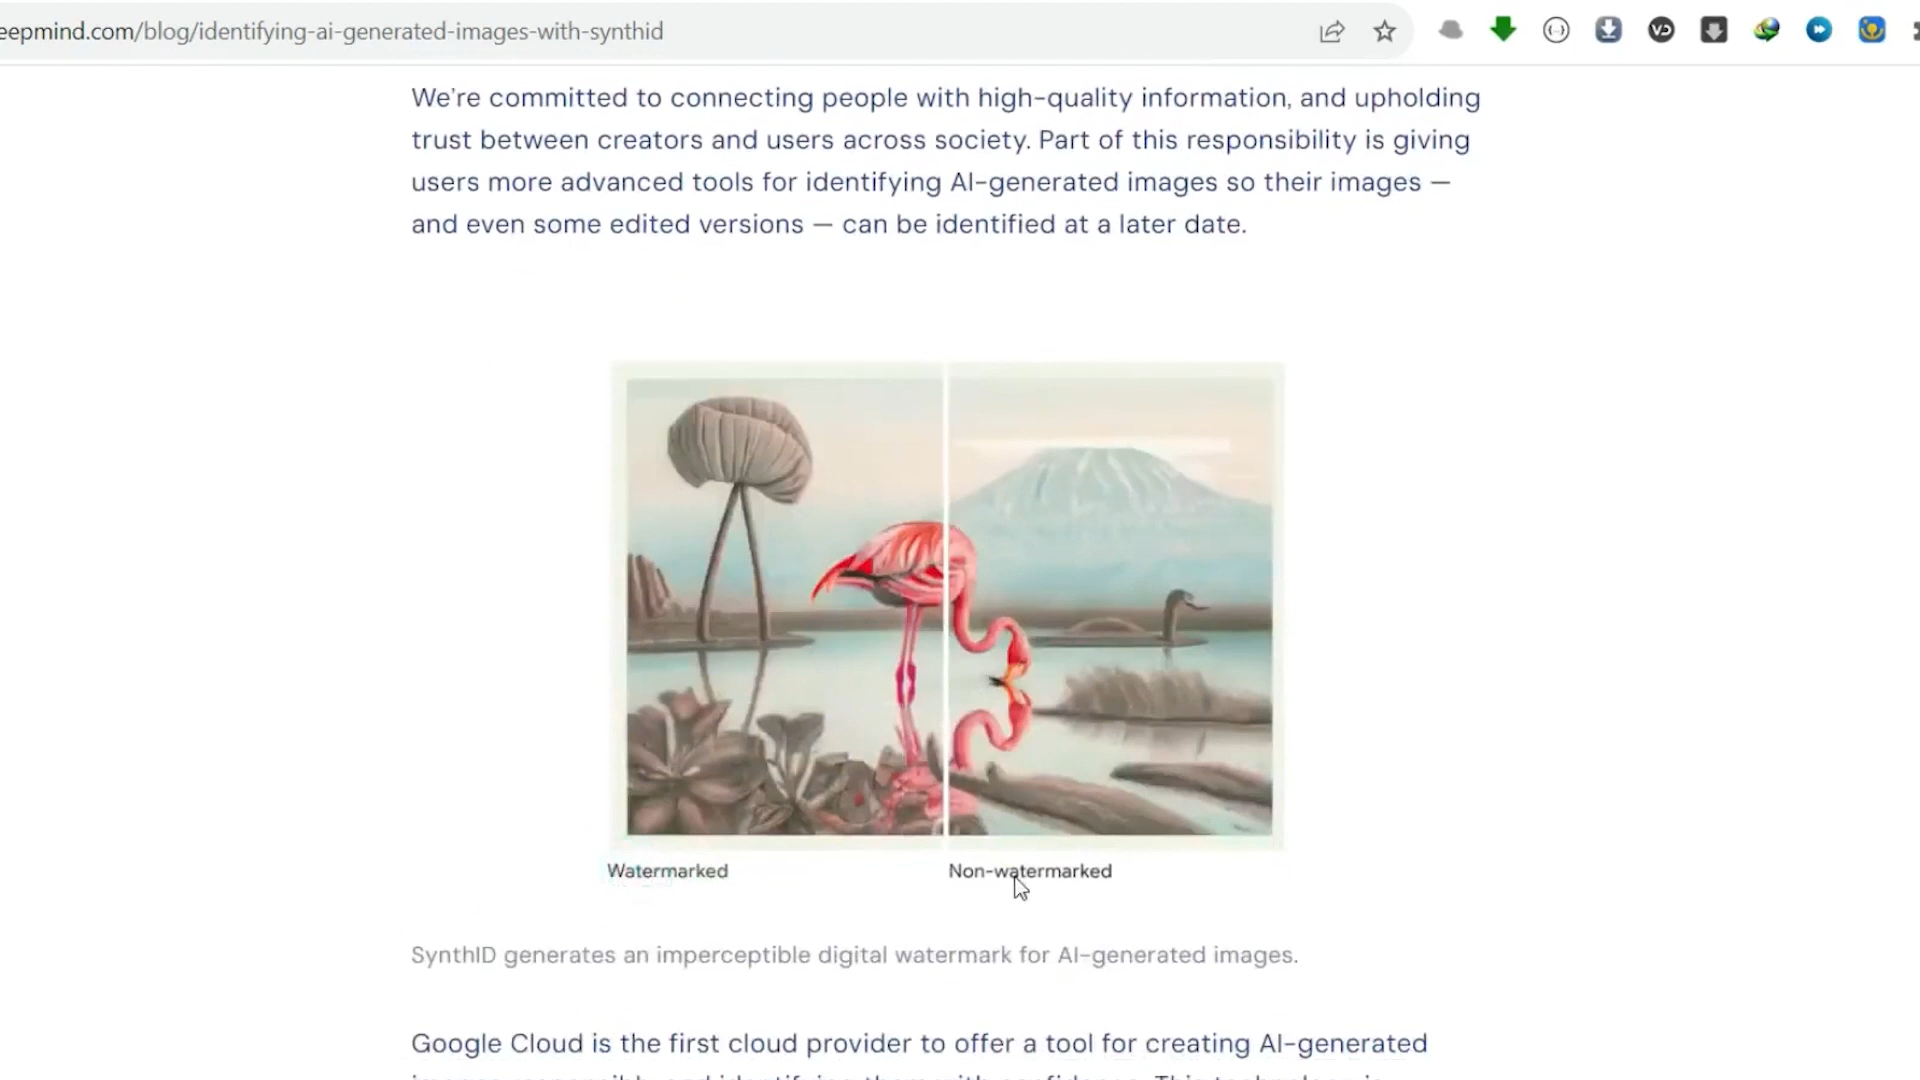 eepmind.com/blog/identifying-ai-generated-images-with-synthid
We're committed to connecting people with high-quality information, and upholding
trust between creators and users across society. Part of this responsibility is giving
users more advanced tools for identifying AI-generated images so their images —
and even some edited versions — can be identified at a later date.
Watermarked Non-watermarked
SynthID generates an imperceptible digital watermark for AI-generated images.
Google Cloud is the first cloud provider to offer a tool for creating AI-generated